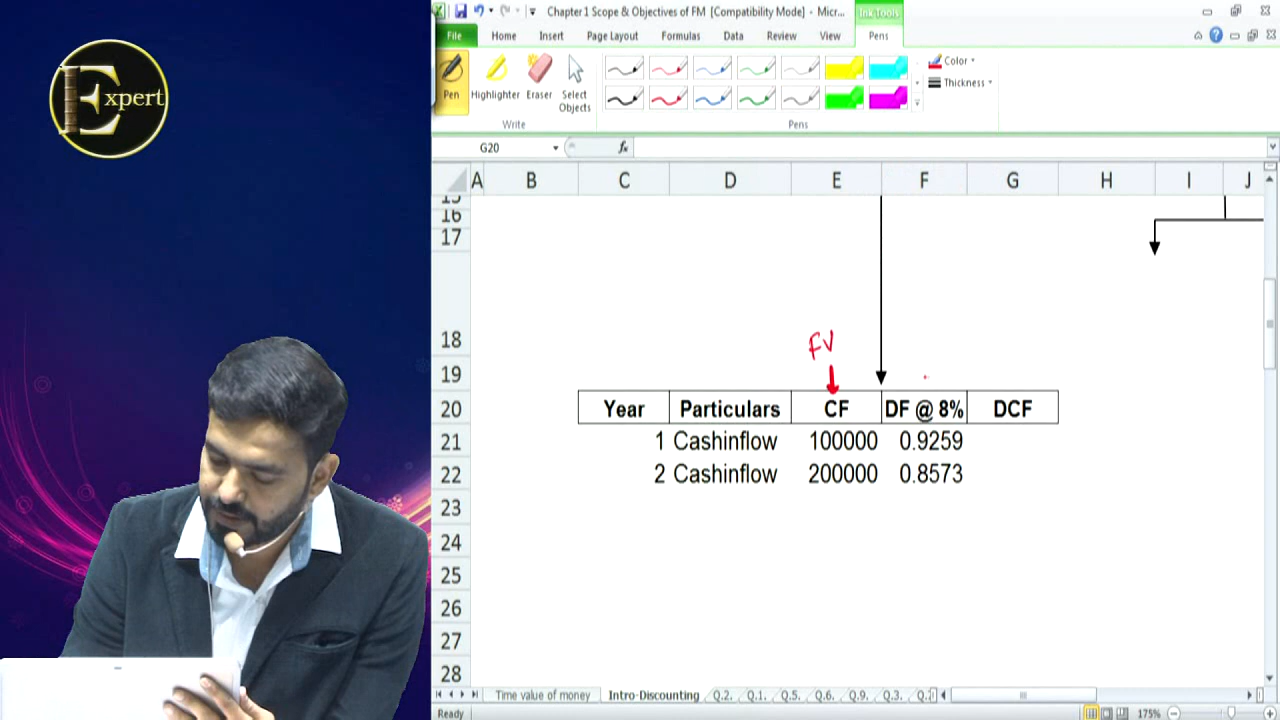 Expert
Chapter 1 Scope & Objectives of FM [Compatibility Mode] - Micr...
Ink Tools
File Home Insert Page Layout Formulas Data Review View Pens
Pen Highlighter Eraser Select Objects
Color
Thickness
Write Pens
G20 fx
A B C D E F G H I J
15
16
17
18
FV
19
20 Year Particulars CF DF @ 8% DCF
21 1 Cashinflow 100000 0.9259
22 2 Cashinflow 200000 0.8573
23
24
25
26
27
28
Time value of money Intro-Discounting Q.2. Q.1. Q.5. Q.6. Q.9. Q.3.
Ready 175%